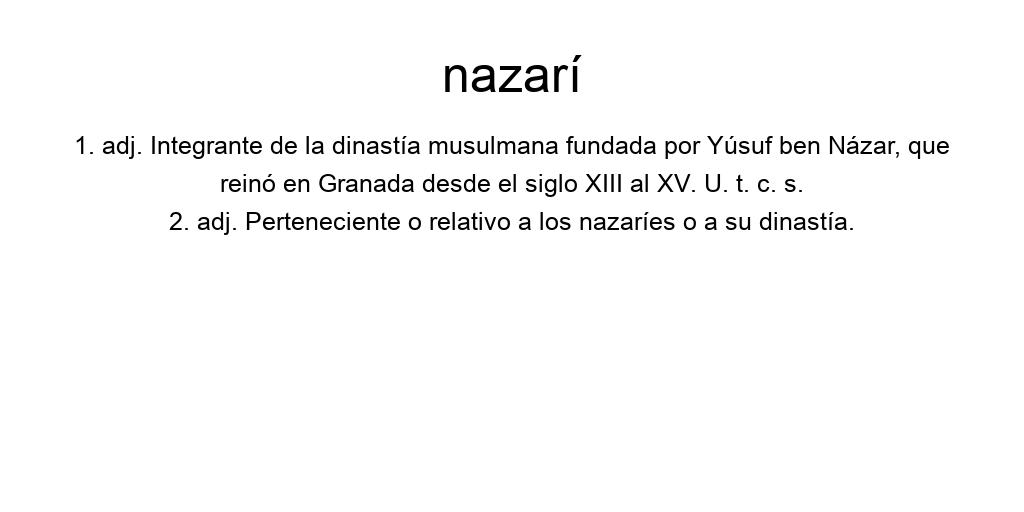 nazarí
1. adj. Integrante de la dinastía musulmana fundada por Yúsuf ben Názar, que
reinó en Granada desde el siglo XIII al XV. U. t. c. s.
2. adj. Perteneciente o relativo a los nazaríes o a su dinastía.